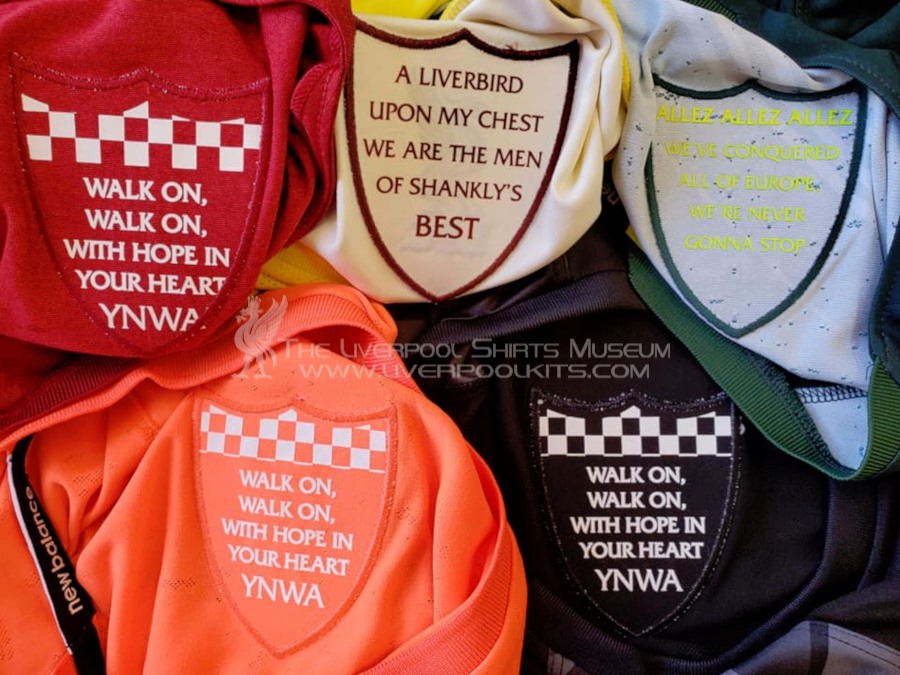 WALK ON,
WALK ON,
WITH HOPE IN
YOUR HEART
YNWA
A LIVERBIRD
UPON MY CHEST
WE ARE THE MEN
OF SHANKLY'S
BEST
ALLEZ ALLEZ ALLEZ
WE'VE CONQUERED
ALL OF EUROPE.
WE'RE NEVER
GONNA STOP
The Liverpool Shirts Museum
www.liverpoolkits.com
WALK ON,
WALK ON,
WITH HOPE IN
YOUR HEART
YNWA
new balance
WALK ON,
WALK ON,
WITH HOPE IN
YOUR HEART
YNWA